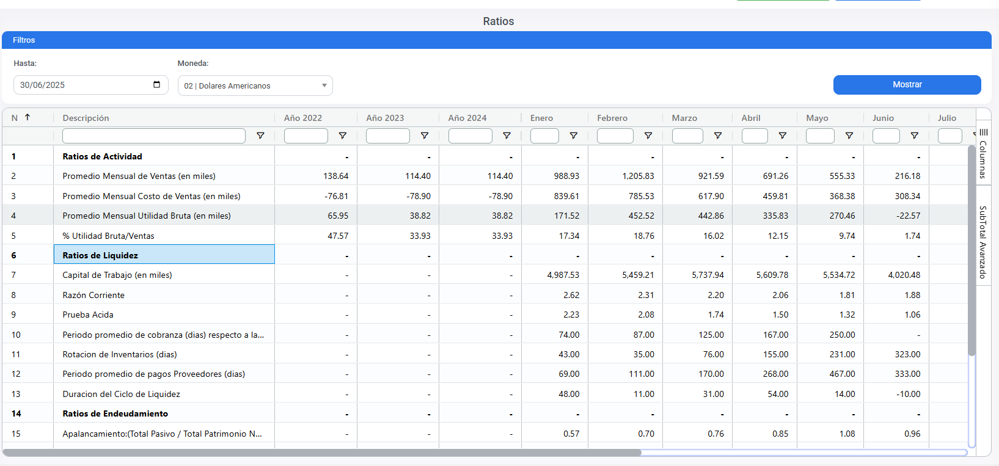 Ratios
Filtros
Hasta: Moneda:
30/06/2025 02 | Dolares Americanos Mostrar
N Descripción Año 2022 Año 2023 Año 2024 Enero Febrero Marzo Abril Mayo Junio Julio
1 Ratios de Actividad - - - - - - - - -
2 Promedio Mensual de Ventas (en miles) 138.64 114.40 114.40 988.93 1,205.83 921.59 691.26 555.33 216.18
3 Promedio Mensual Costo de Ventas (en miles) -76.81 -78.90 -78.90 839.61 785.53 617.90 459.81 368.38 308.34
4 Promedio Mensual Utilidad Bruta (en miles) 65.95 38.82 38.82 171.52 452.52 442.86 335.83 270.46 -22.57
5 % Utilidad Bruta/Ventas 47.57 33.93 33.93 17.34 18.76 16.02 12.15 9.74 1.74
6 Ratios de Liquidez - - - - - - - - -
7 Capital de Trabajo (en miles) - - - 4,987.53 5,459.21 5,737.94 5,609.78 5,534.72 4,020.48
8 Razón Corriente - - - 2.62 2.31 2.20 2.06 1.81 1.88
9 Prueba Acida - - - 2.23 2.08 1.74 1.50 1.32 1.06
10 Periodo promedio de cobranza (dias) respecto a la... - - - 74.00 87.00 125.00 167.00 250.00 -
11 Rotacion de Inventarios (dias) - - - 43.00 35.00 76.00 155.00 231.00 323.00
12 Periodo promedio de pagos Proveedores (dias) - - - 69.00 111.00 170.00 268.00 467.00 333.00
13 Duracion del Ciclo de Liquidez - - - 48.00 11.00 31.00 54.00 14.00 -10.00
14 Ratios de Endeudamiento - - - - - - - - -
15 Apalancamiento:(Total Pasivo / Total Patrimonio N... - - - 0.57 0.70 0.76 0.85 1.08 0.96
Columnas
SubTotal Avanzado